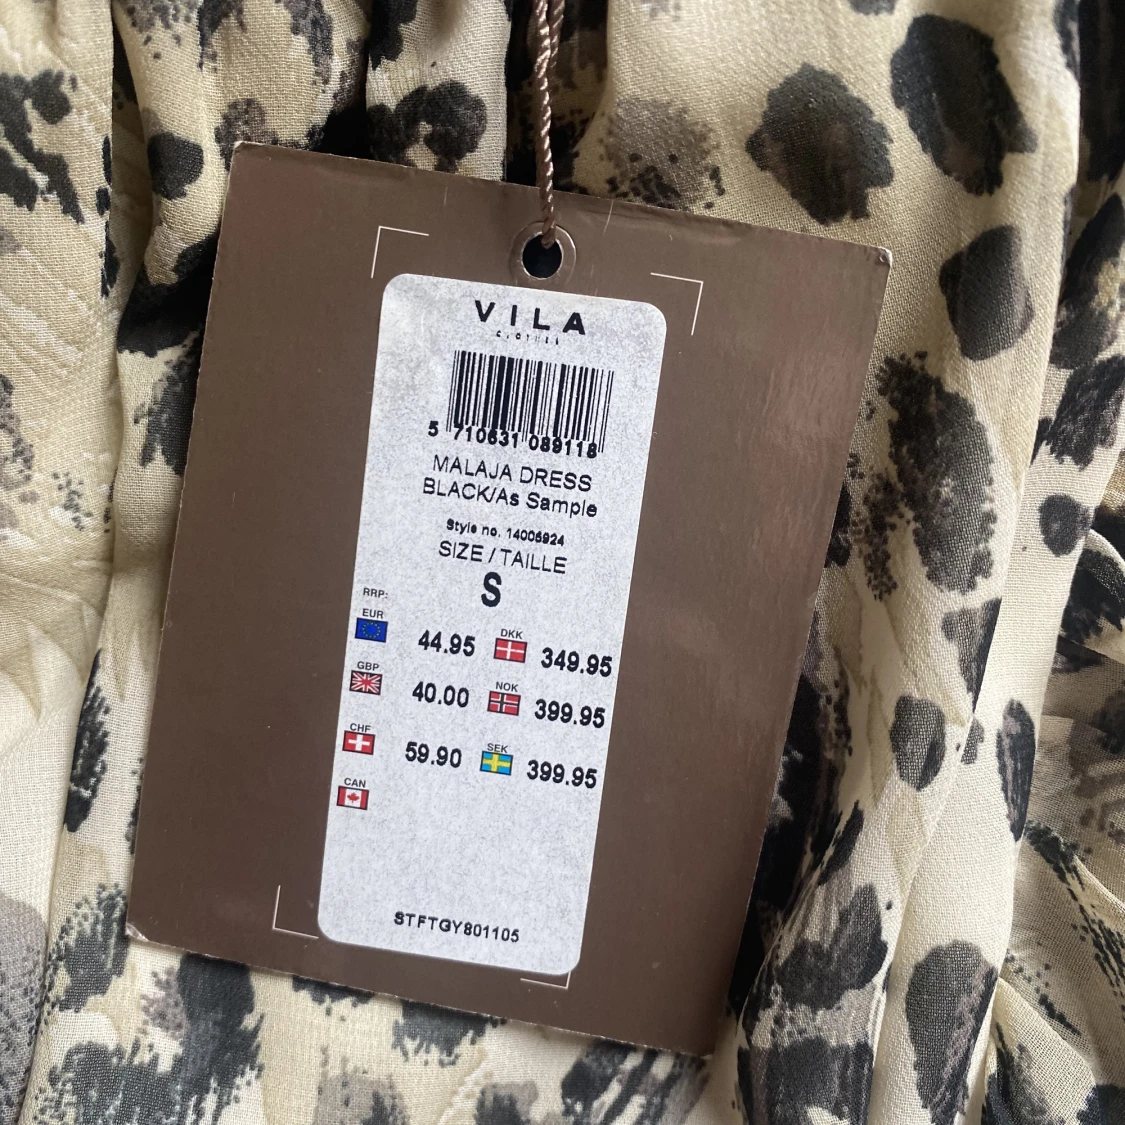 VILA
CLOTHES
5 710631 089118
MALAJA DRESS
BLACK/As Sample
Style no. 14006924
SIZE / TAILLE
S
RRP:
EUR 44.95 DKK 349.95
GBP 40.00 NOK 399.95
CHF 59.90 SEK 399.95
CAN
STFTGY801105